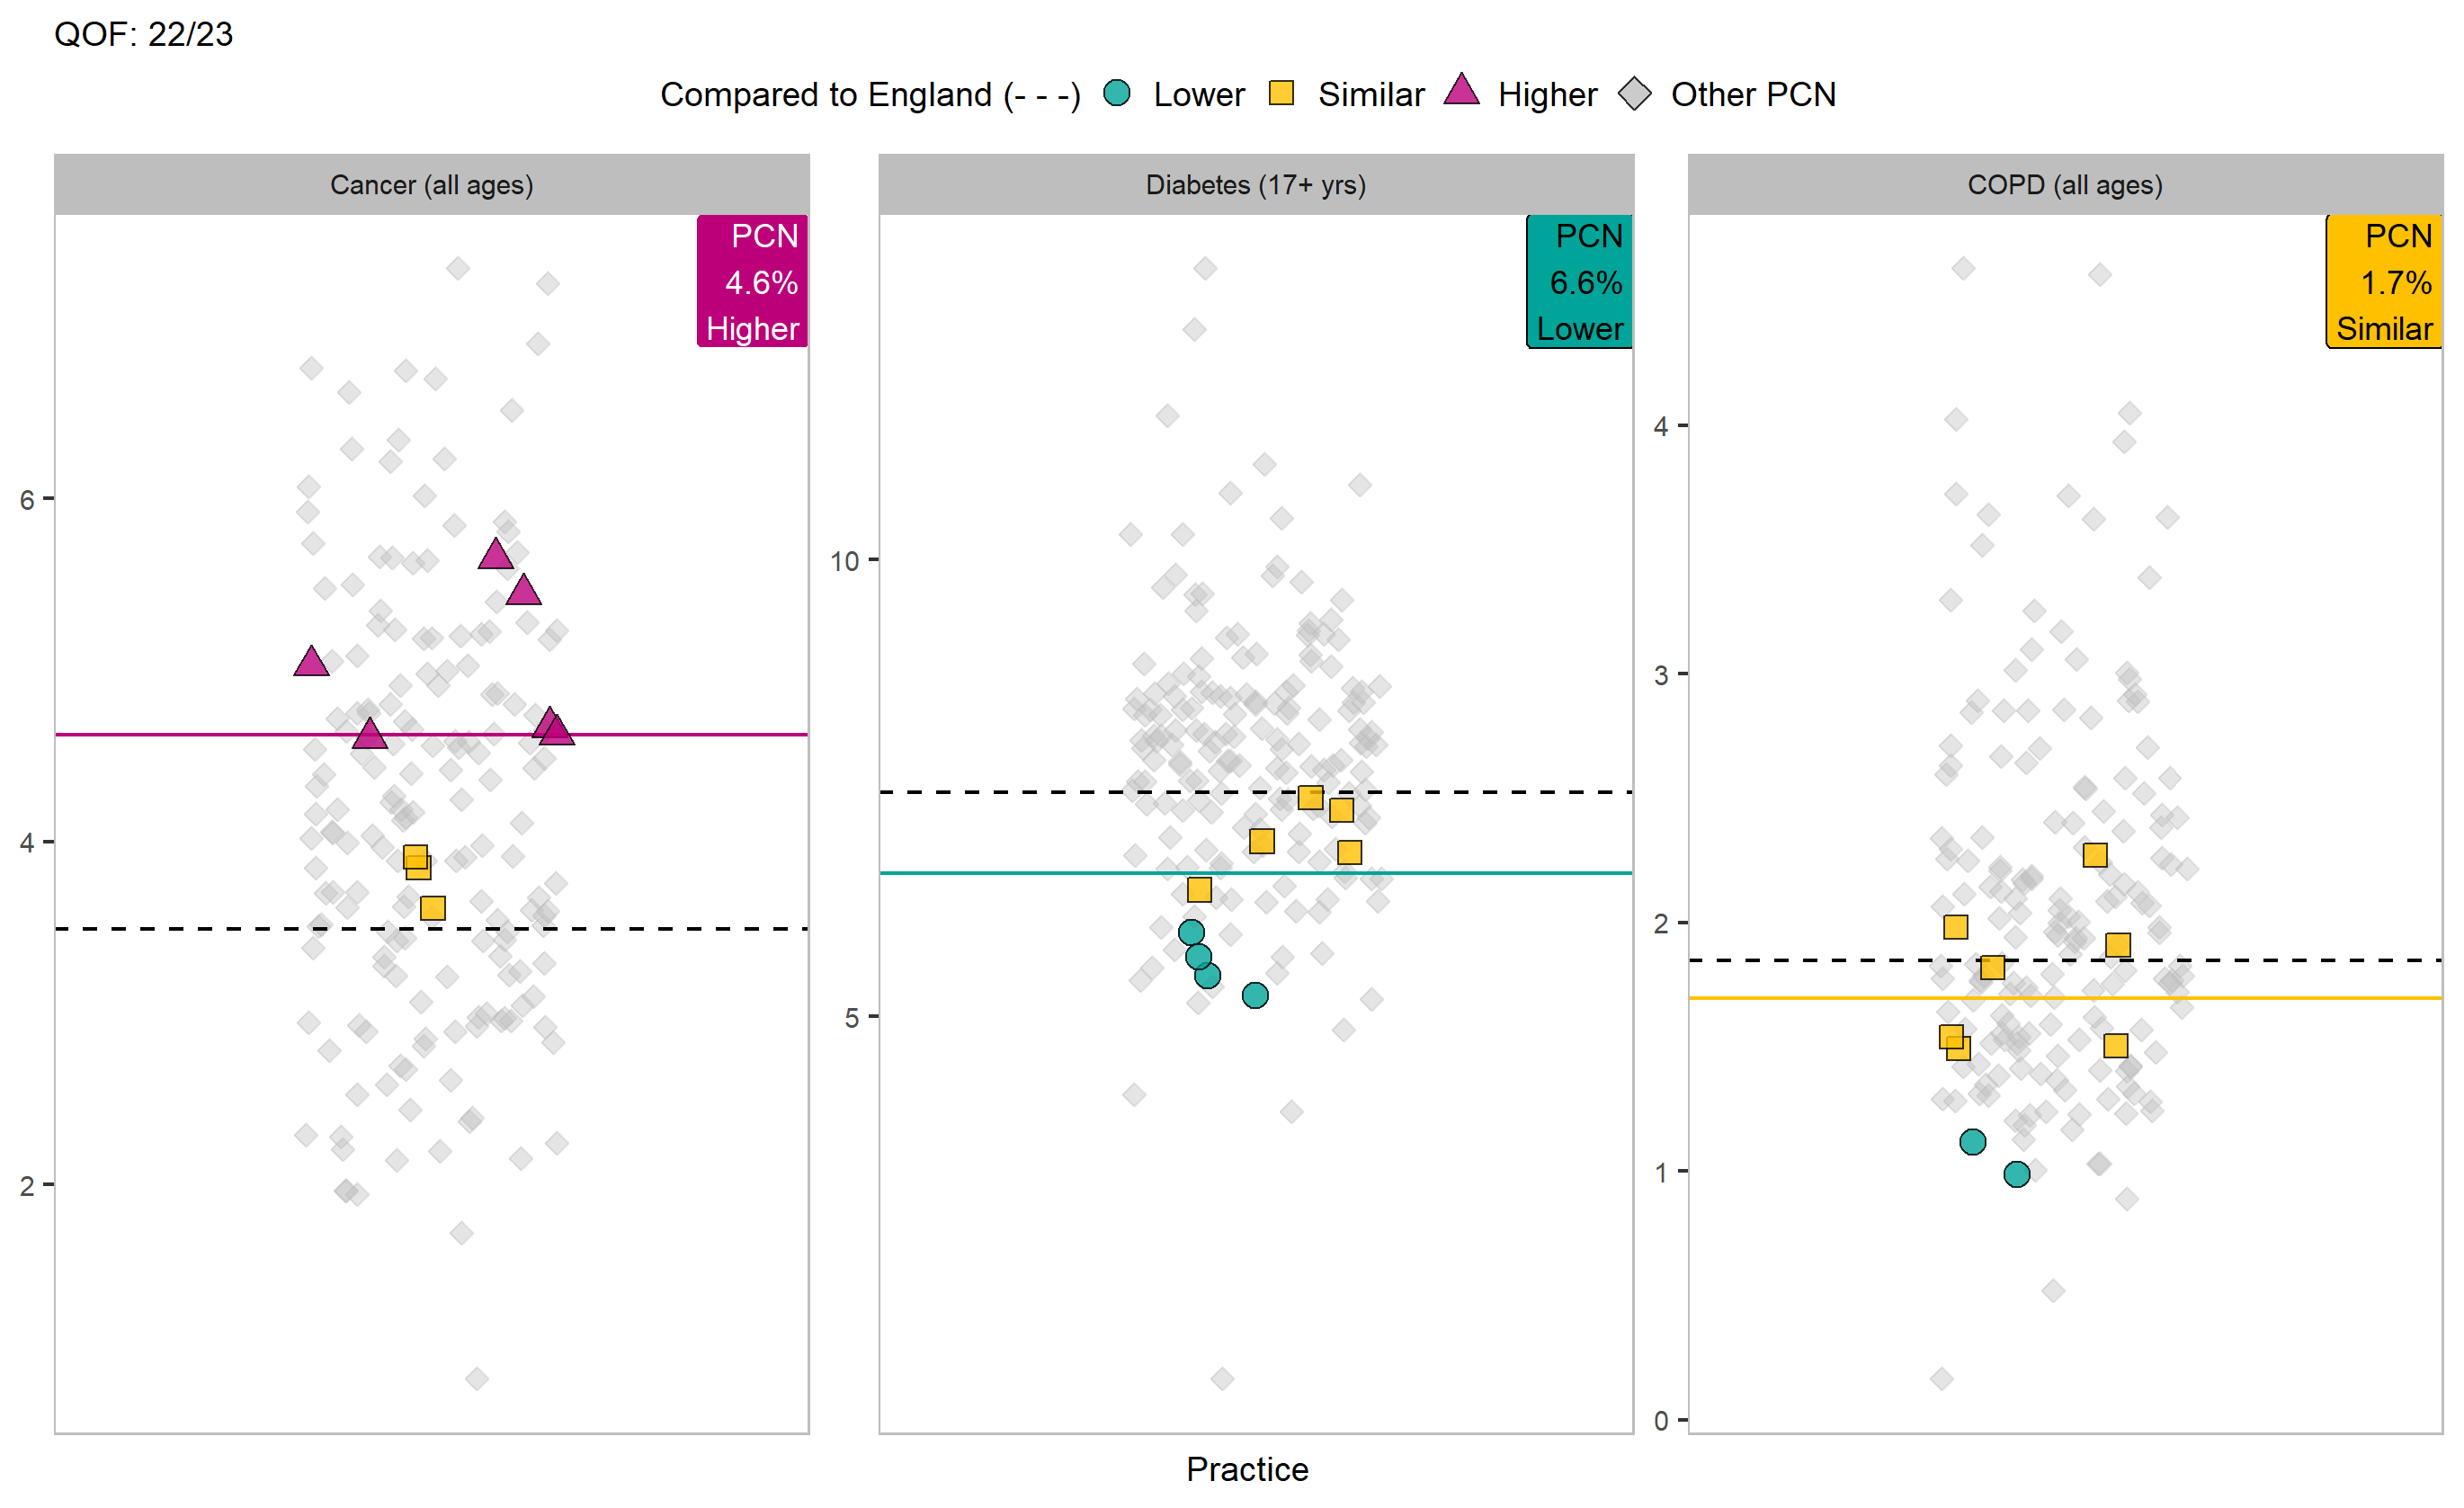 QOF: 22/23
Compared to England (- - -) Lower Similar Higher Other PCN
Cancer (all ages)
PCN
4.6%
Higher
6
4
2
Diabetes (17+ yrs)
PCN
6.6%
Lower
10
5
COPD (all ages)
PCN
1.7%
Similar
4
3
2
1
0
Practice